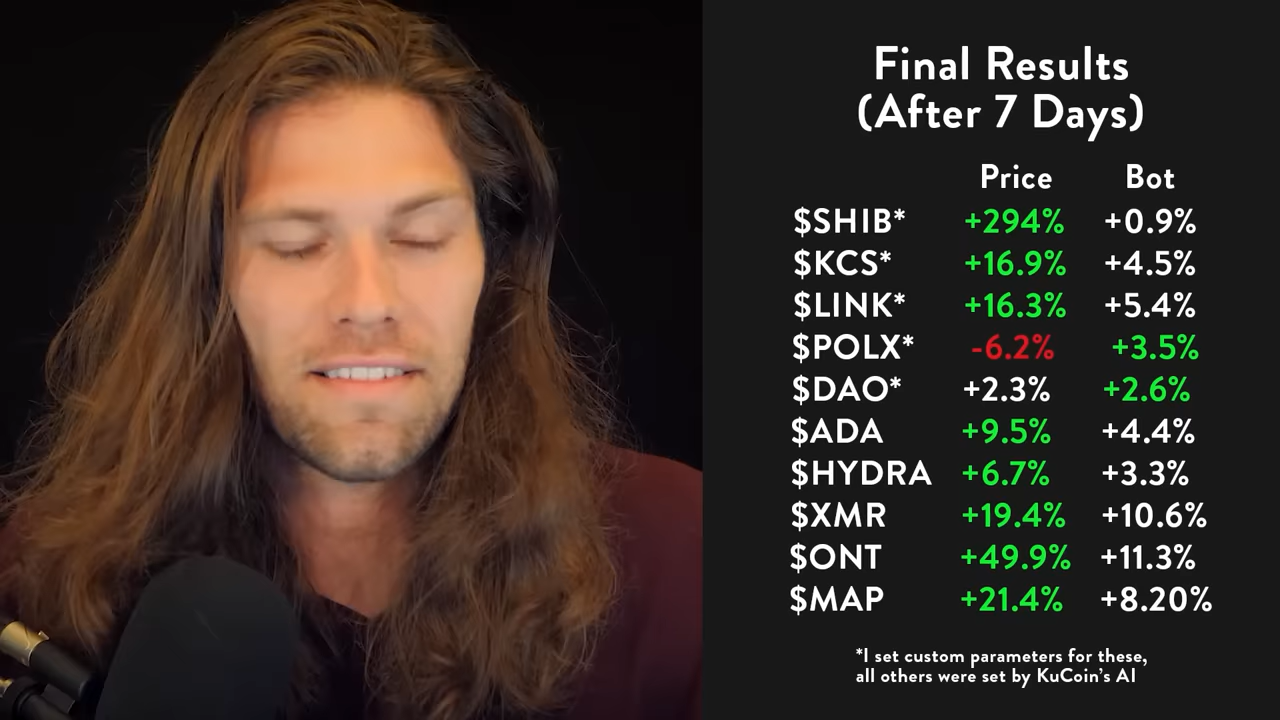 Final Results
(After 7 Days)
Price Bot
$SHIB* +294% +0.9%
$KCS* +16.9% +4.5%
$LINK* +16.3% +5.4%
$POLX* -6.2% +3.5%
$DAO* +2.3% +2.6%
$ADA +9.5% +4.4%
$HYDRA +6.7% +3.3%
$XMR +19.4% +10.6%
$ONT +49.9% +11.3%
$MAP +21.4% +8.20%
*I set custom parameters for these,
all others were set by KuCoin's AI